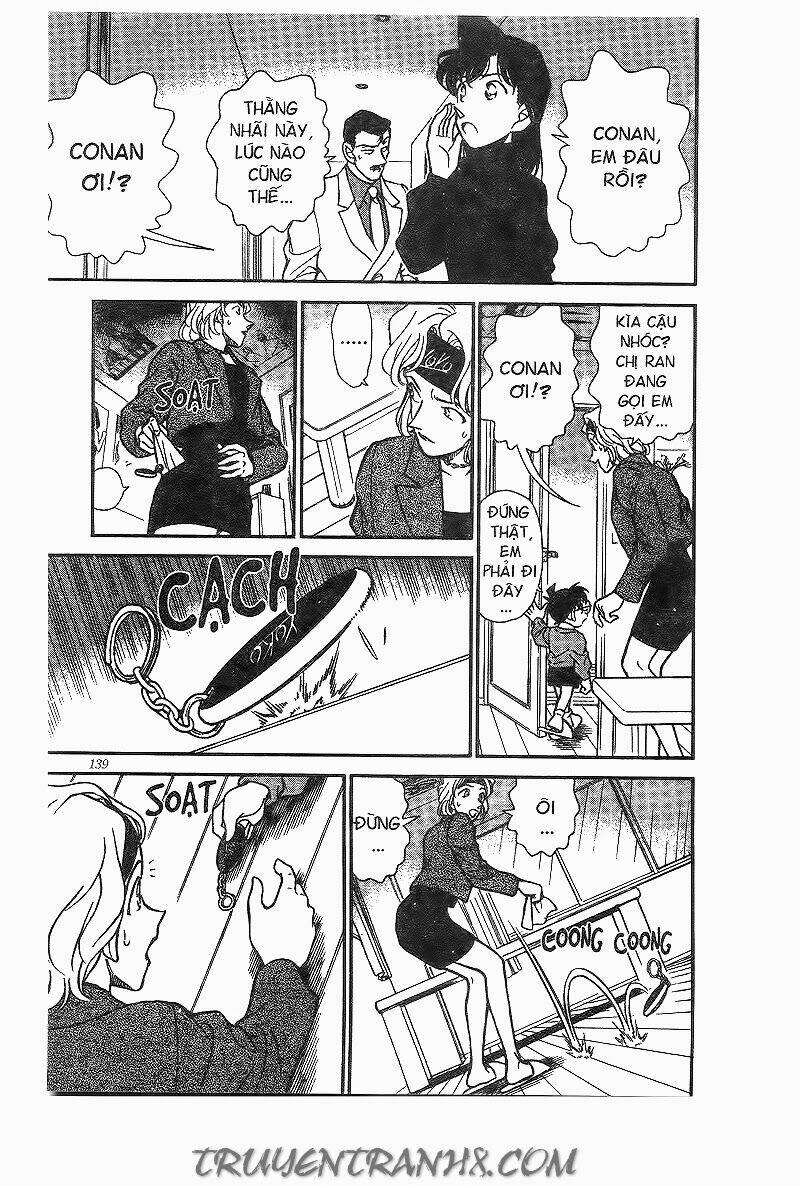 CONAN,
EM ĐÂU
RỒI?
THẰNG
NHÃI NÀY,
LÚC NÀO
CŨNG
THẾ...
CONAN
ƠI!?
KÌA CẬU
NHÓC?
CHỊ RAN
ĐANG
GỌI EM
ĐẤY...
CONAN
ƠI!?
ĐỨNG
THẬT,
EM
PHẢI ĐI
ĐÂY
...
......
YOKO
SOẠT
CẠCH
YOKO
139
ÔI
...
ĐỪNG
...
COONG COONG
SOẠT
TRUYENTRANH8.COM